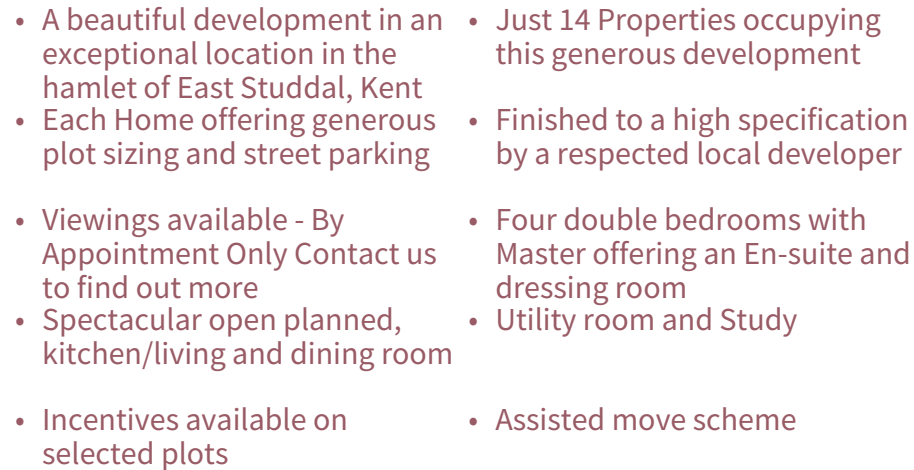 • A beautiful development in an
exceptional location in the
hamlet of East Studdal, Kent
• Just 14 Properties occupying
this generous development
• Each Home offering generous
plot sizing and street parking
• Finished to a high specification
by a respected local developer
• Viewings available - By
Appointment Only Contact us
to find out more
• Four double bedrooms with
Master offering an En-suite and
dressing room
• Spectacular open planned,
kitchen/living and dining room
• Utility room and Study
• Incentives available on
selected plots
• Assisted move scheme